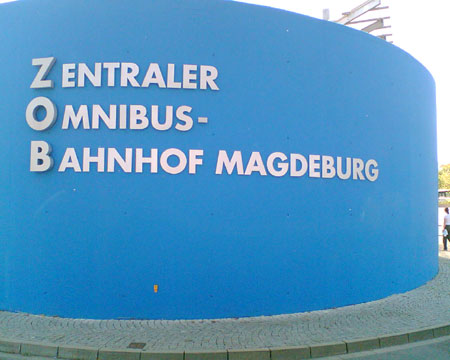 ZENTRALER
OMNIBUS-
BAHNHOF MAGDEBURG